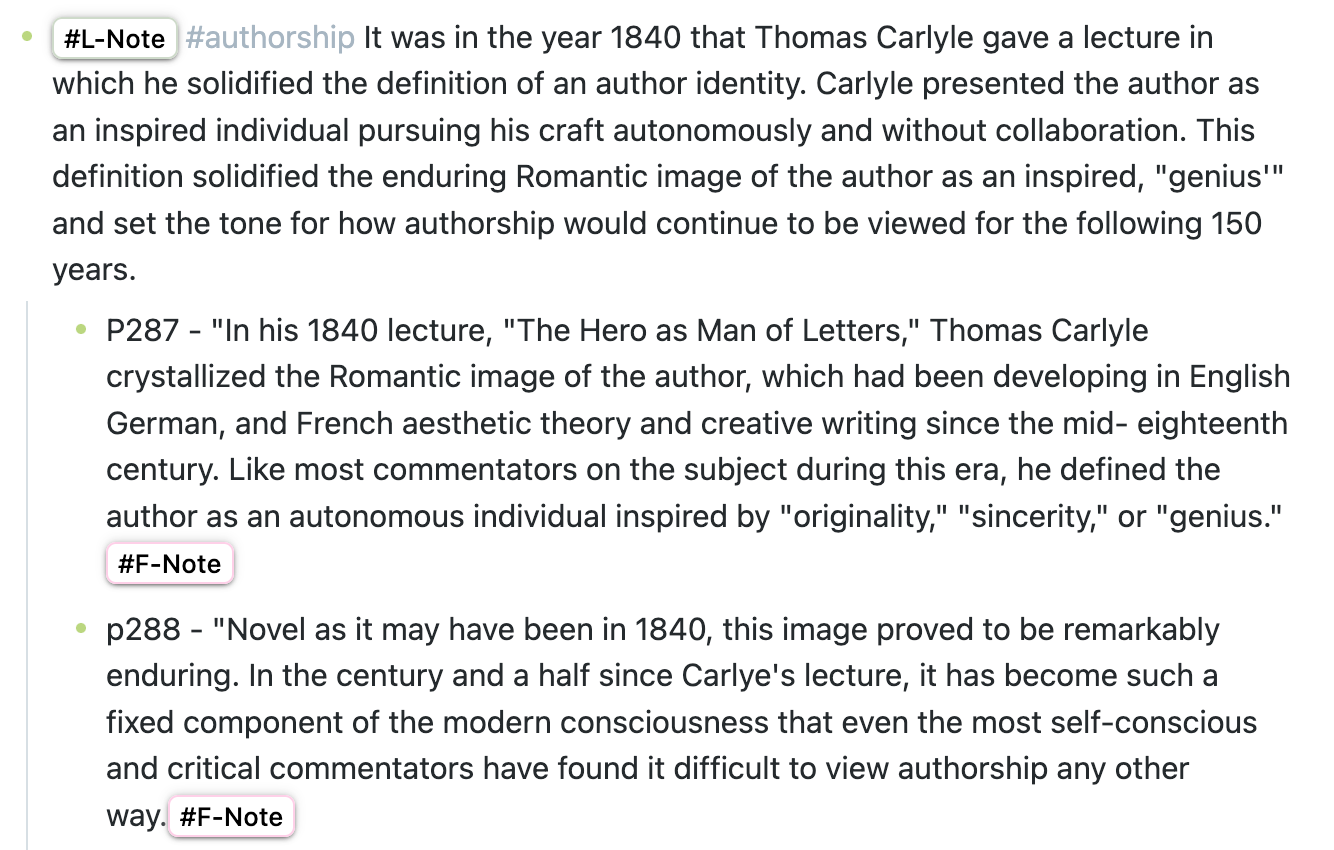 #L-Note #authorship It was in the year 1840 that Thomas Carlyle gave a lecture in
which he solidified the definition of an author identity. Carlyle presented the author as
an inspired individual pursuing his craft autonomously and without collaboration. This
definition solidified the enduring Romantic image of the author as an inspired, "genius'"
and set the tone for how authorship would continue to be viewed for the following 150
years.
P287 - "In his 1840 lecture, "The Hero as Man of Letters," Thomas Carlyle
crystallized the Romantic image of the author, which had been developing in English
German, and French aesthetic theory and creative writing since the mid- eighteenth
century. Like most commentators on the subject during this era, he defined the
author as an autonomous individual inspired by "originality," "sincerity," or "genius."
#F-Note
p288 - "Novel as it may have been in 1840, this image proved to be remarkably
enduring. In the century and a half since Carlye's lecture, it has become such a
fixed component of the modern consciousness that even the most self-conscious
and critical commentators have found it difficult to view authorship any other
way. #F-Note